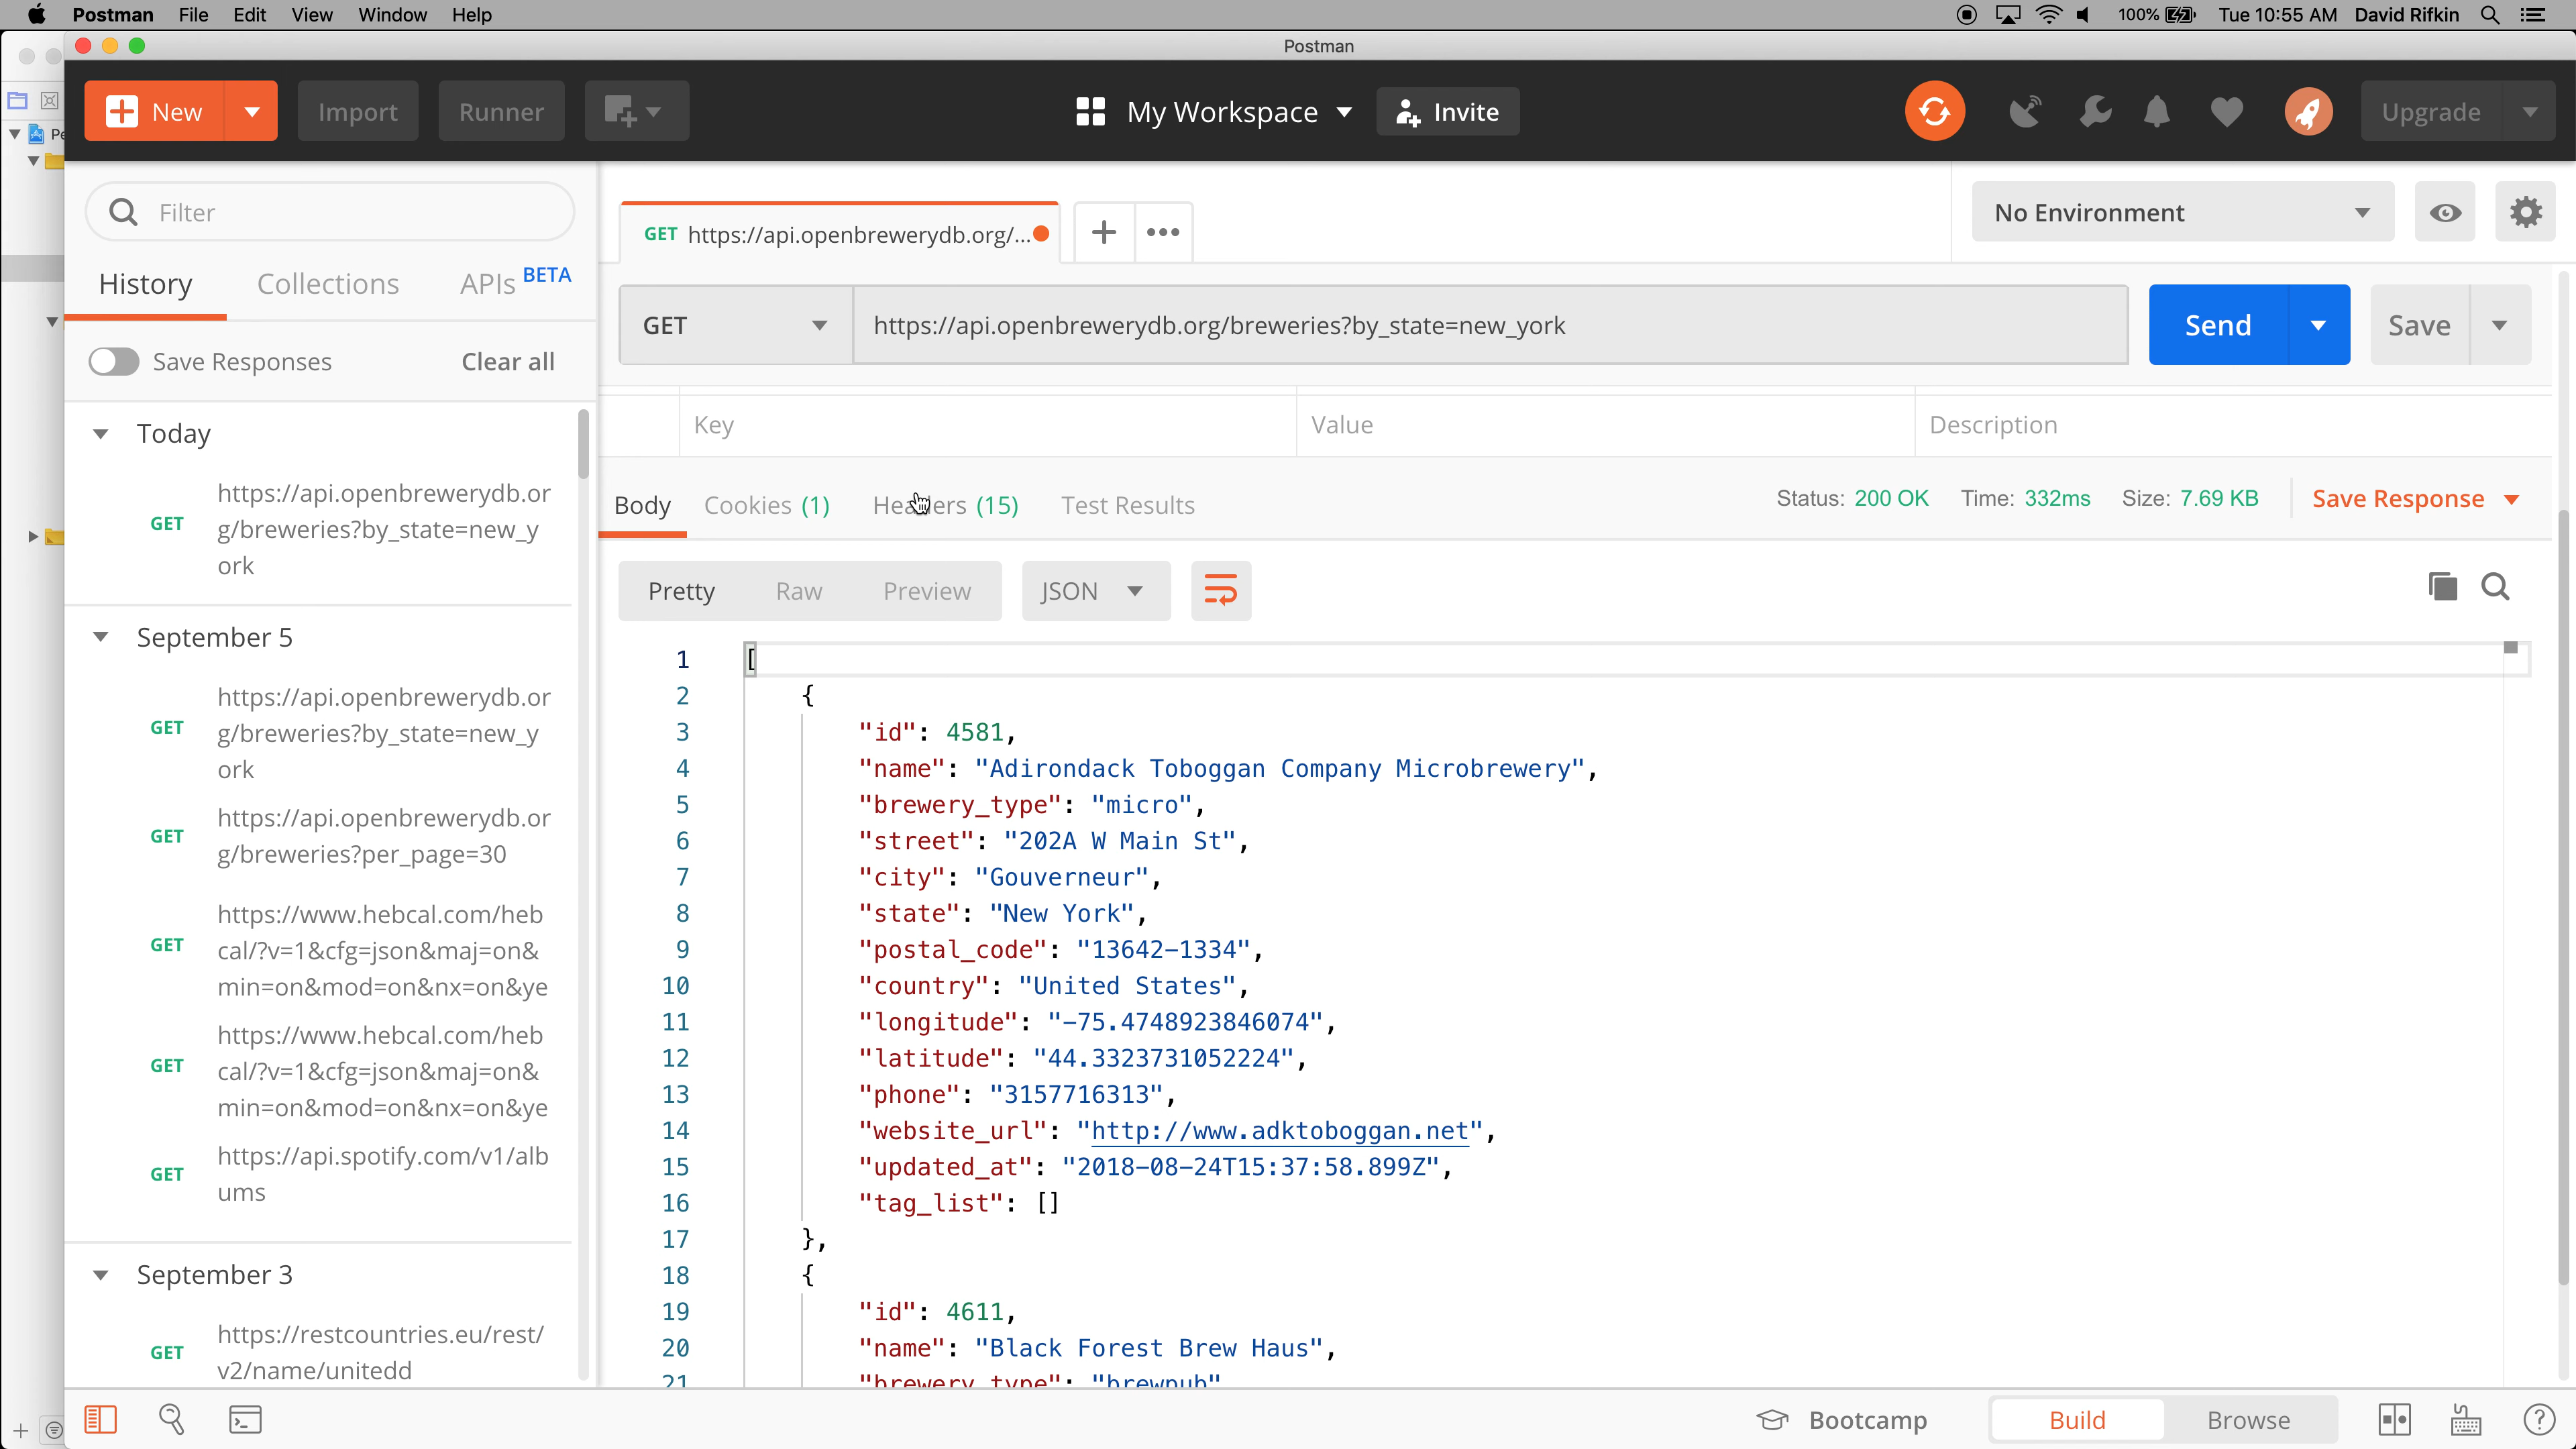 Postman File Edit View Window Help 100% Tue 10:55 AM David Rifkin
Postman
New Import Runner My Workspace Invite Upgrade
Filter
GET https://api.openbrewerydb.org/...
No Environment
History Collections APIs BETA
GET https://api.openbrewerydb.org/breweries?by_state=new_york Send Save
Save Responses Clear all
Key Value Description
Today
GET https://api.openbrewerydb.or
g/breweries?by_state=new_y
ork
Body Cookies (1) Headers (15) Test Results Status: 200 OK Time: 332ms Size: 7.69 KB Save Response
September 5
GET https://api.openbrewerydb.or
g/breweries?by_state=new_y
ork
GET https://api.openbrewerydb.or
g/breweries?per_page=30
GET https://www.hebcal.com/heb
cal/?v=1&cfg=json&maj=on&
min=on&mod=on&nx=on&ye
GET https://www.hebcal.com/heb
cal/?v=1&cfg=json&maj=on&
min=on&mod=on&nx=on&ye
GET https://api.spotify.com/v1/alb
ums
September 3
GET https://restcountries.eu/rest/
v2/name/unitedd
Pretty Raw Preview JSON
1 [
2 {
3 "id": 4581,
4 "name": "Adirondack Toboggan Company Microbrewery",
5 "brewery_type": "micro",
6 "street": "202A W Main St",
7 "city": "Gouverneur",
8 "state": "New York",
9 "postal_code": "13642-1334",
10 "country": "United States",
11 "longitude": "-75.4748923846074",
12 "latitude": "44.3323731052224",
13 "phone": "3157716313",
14 "website_url": "http://www.adktoboggan.net",
15 "updated_at": "2018-08-24T15:37:58.899Z",
16 "tag_list": []
17 },
18 {
19 "id": 4611,
20 "name": "Black Forest Brew Haus",
21 "brewery_type": "brewpub"
Bootcamp Build Browse